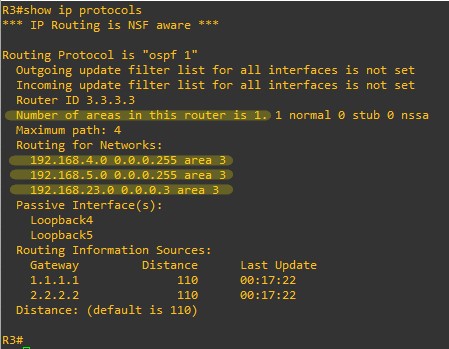 R3#show ip protocols
*** IP Routing is NSF aware ***
Routing Protocol is "ospf 1"
Outgoing update filter list for all interfaces is not set
Incoming update filter list for all interfaces is not set
Router ID 3.3.3.3
Number of areas in this router is 1. 1 normal 0 stub 0 nssa
Maximum path: 4
Routing for Networks:
192.168.4.0 0.0.0.255 area 3
192.168.5.0 0.0.0.255 area 3
192.168.23.0 0.0.0.3 area 3
Passive Interface(s):
Loopback4
Loopback5
Routing Information Sources:
Gateway Distance Last Update
1.1.1.1 110 00:17:22
2.2.2.2 110 00:17:22
Distance: (default is 110)
R3#